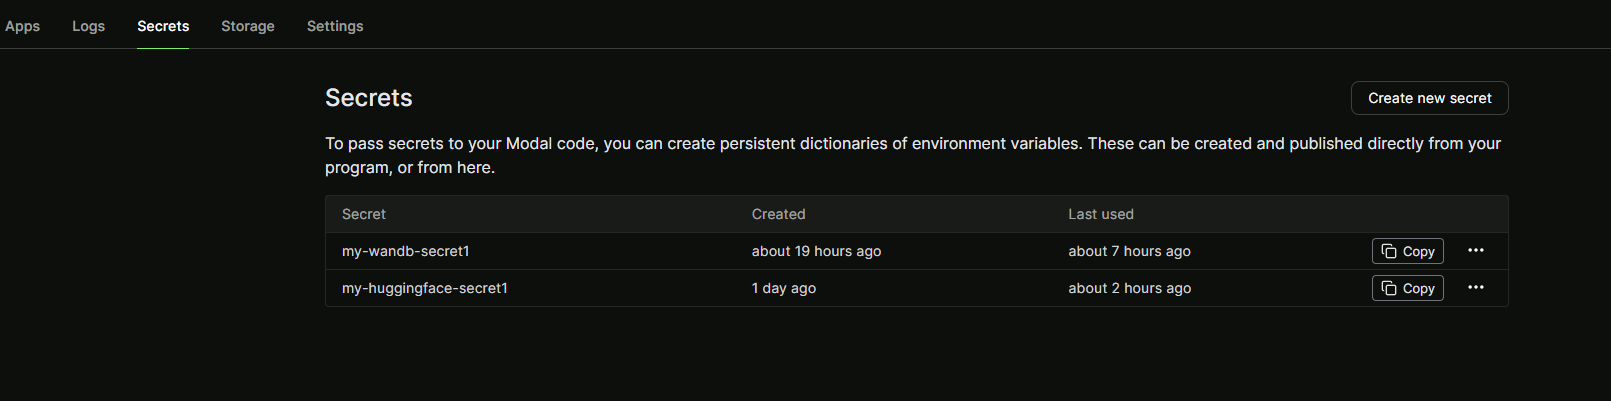 Apps Logs Secrets Storage Settings
Secrets
Create new secret
To pass secrets to your Modal code, you can create persistent dictionaries of environment variables. These can be created and published directly from your
program, or from here.
Secret Created Last used
my-wandb-secret1 about 19 hours ago about 7 hours ago Copy
my-huggingface-secret1 1 day ago about 2 hours ago Copy